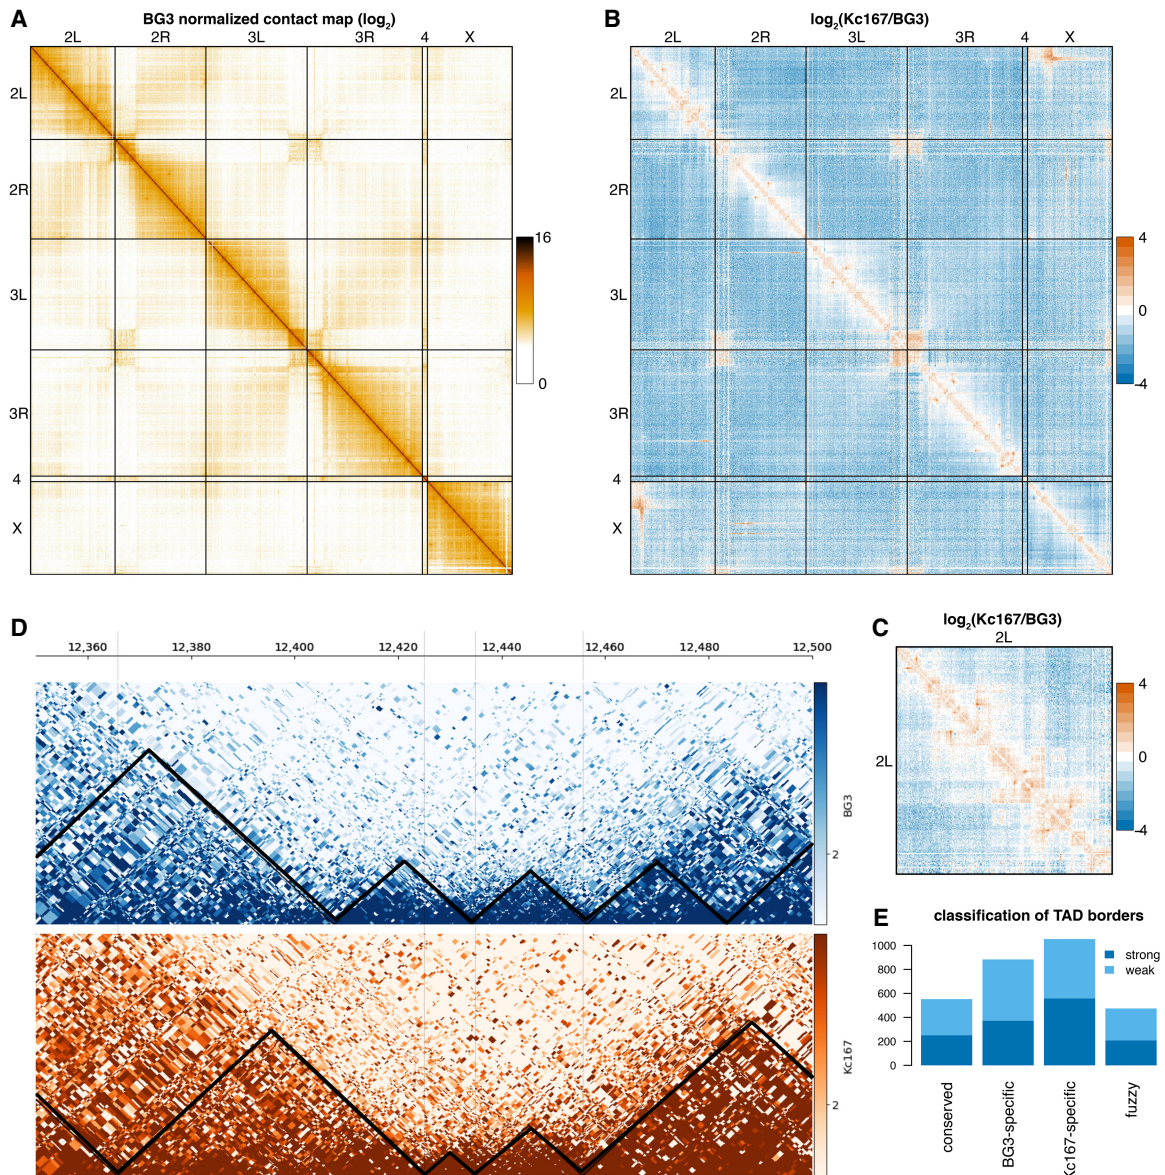 A
BG3 normalized contact map (log2)
2L 2R 3L 3R 4 X
2L
2R
3L
3R
4
X
16
0
B
log2(Kc167/BG3)
2L 2R 3L 3R 4 X
2L
2R
3L
3R
4
X
4
0
-4
D
12,360 12,380 12,400 12,420 12,440 12,460 12,480 12,500
BG3
2
Kc167
2
C
log2(Kc167/BG3)
2L
2L
4
0
-4
E
classification of TAD borders
1000
800
600
400
200
0
strong
weak
conserved
BG3-specific
Kc167-specific
fuzzy